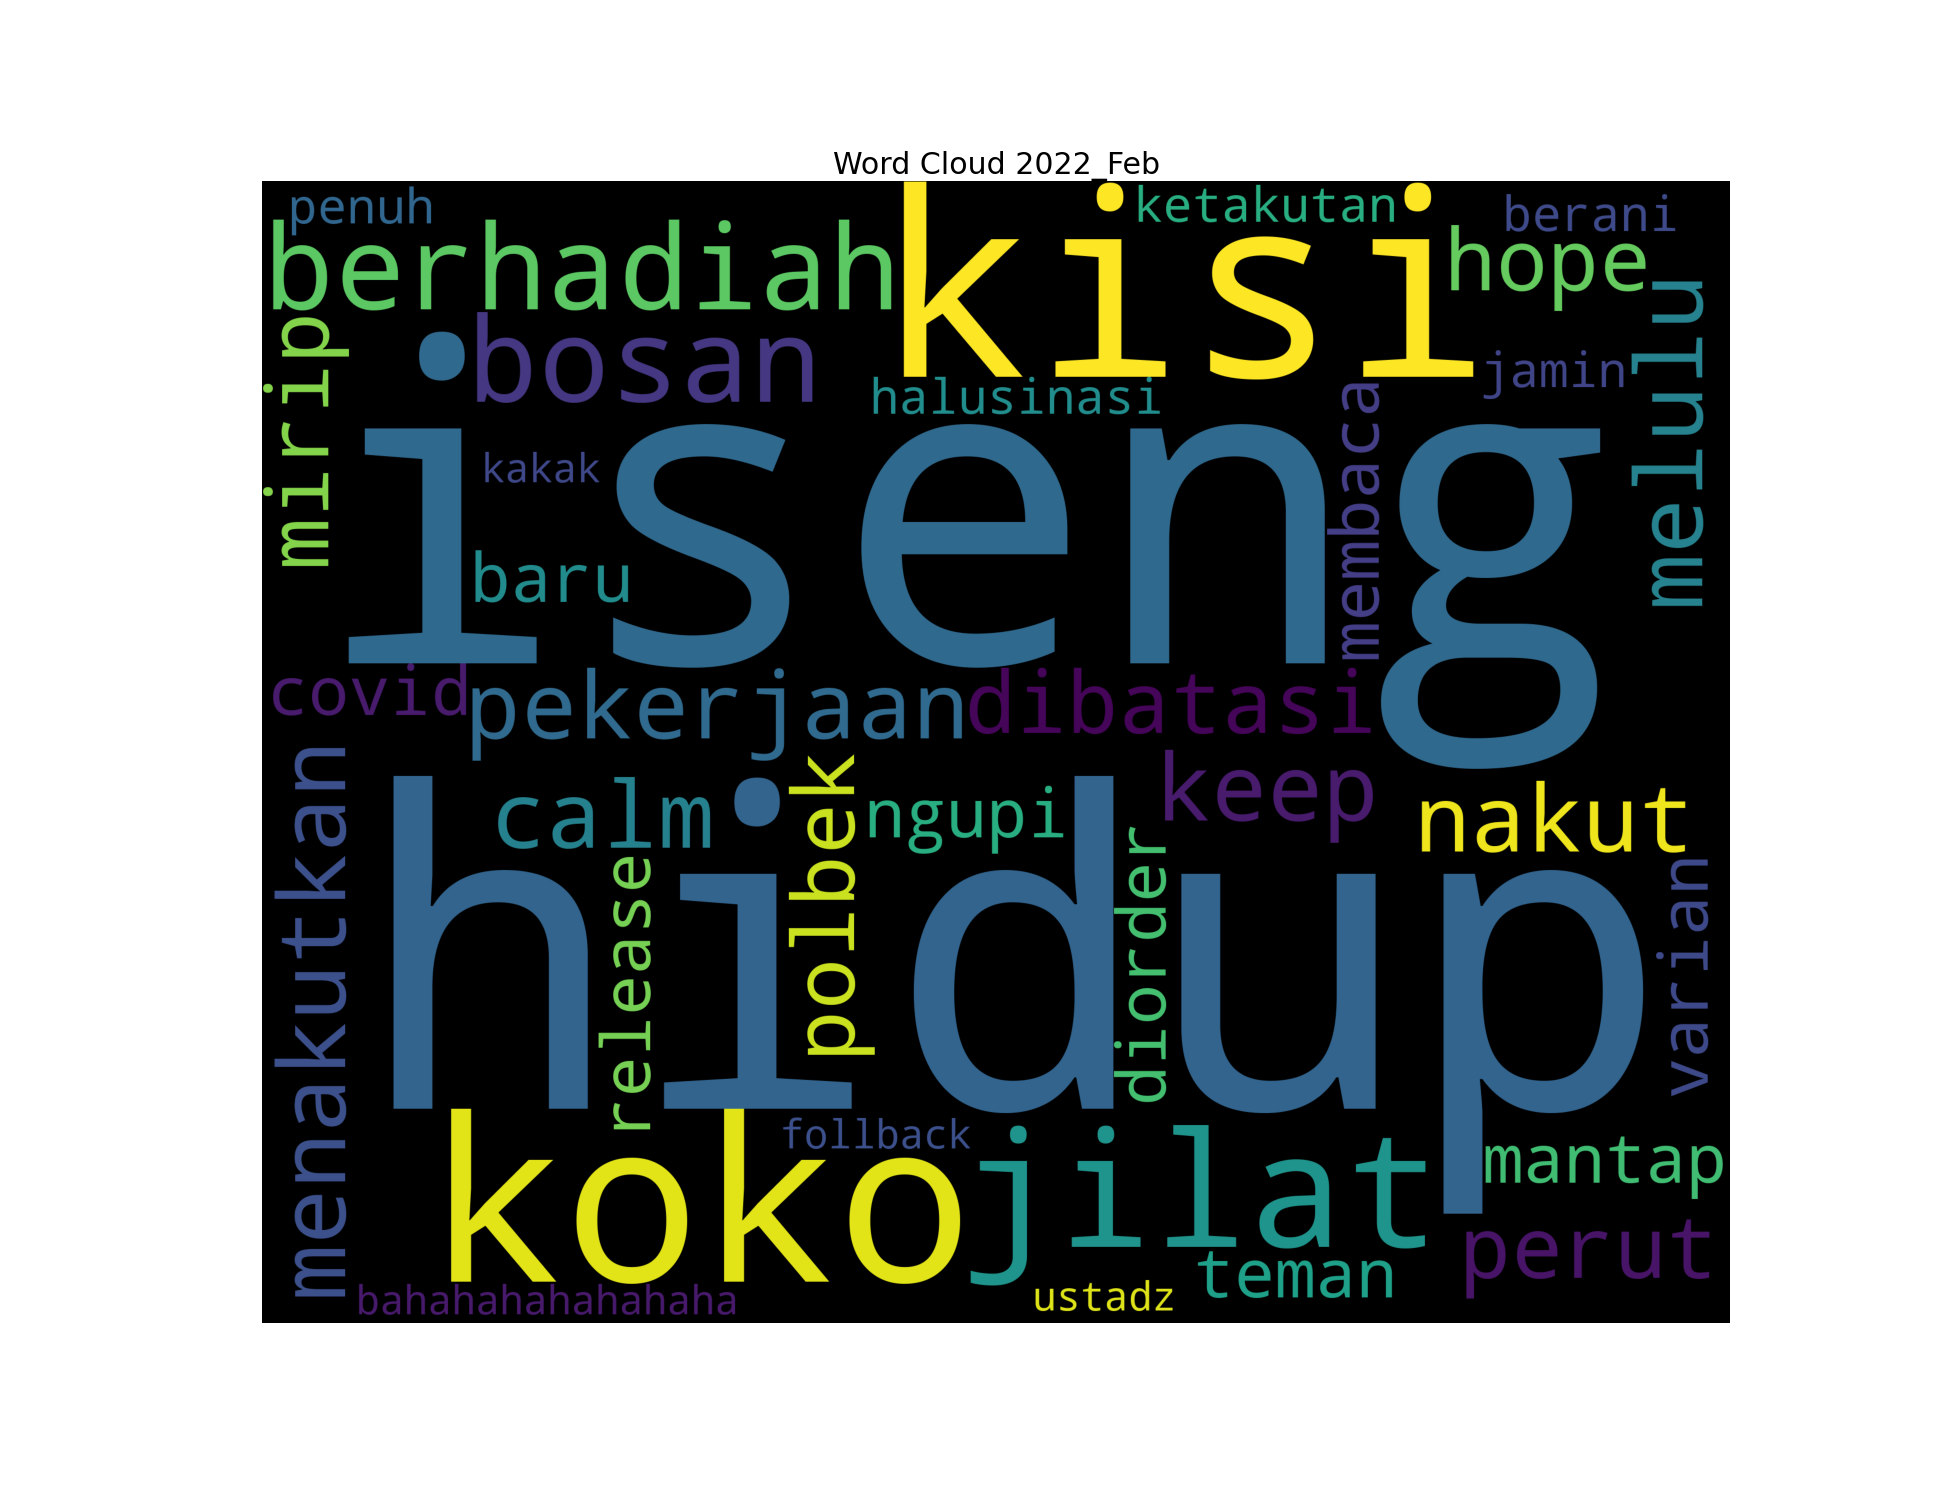 Word Cloud 2022_Feb
penuh
ketakutan
berani
berhadiah
kisi
hope
mirip
bosan
halusinasi
jamin
melulu
iseng
kakak
membaca
baru
covid
pekerjaan
dibatasi
keep
menakutkan
calm
polbek
ngupi
nakut
hidup
release
diorder
varian
koko
follback
jilat
mantap
perut
teman
bahahahahahahaha
ustadz